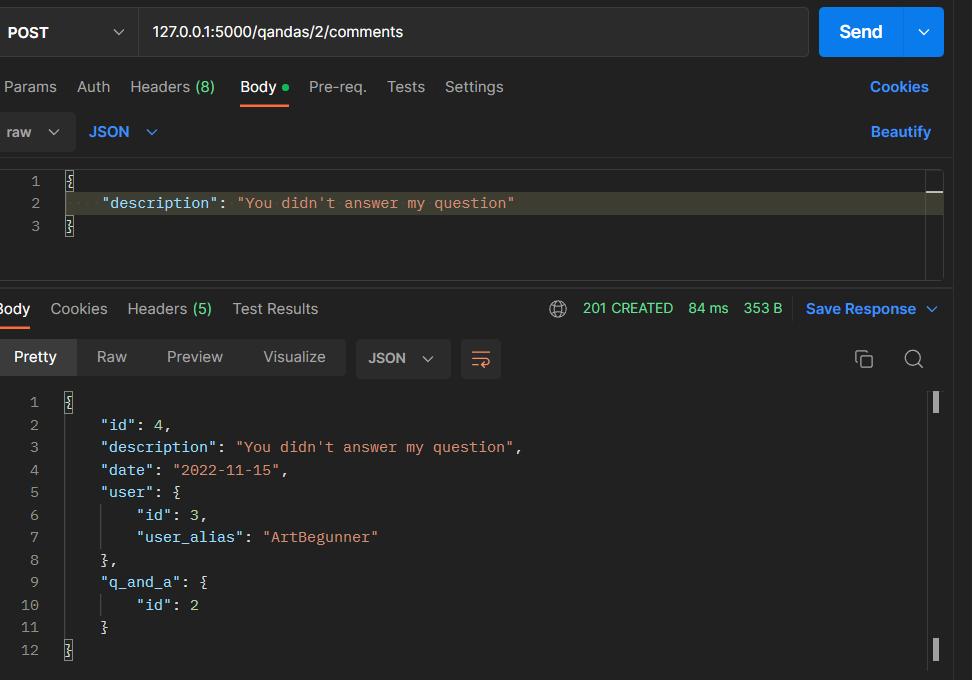 POST 127.0.0.1:5000/qandas/2/comments Send
Params Auth Headers (8) Body Pre-req. Tests Settings Cookies
raw JSON Beautify
1 {
2 "description": "You didn't answer my question"
3 }
Body Cookies Headers (5) Test Results 201 CREATED 84 ms 353 B Save Response
Pretty Raw Preview Visualize JSON
1 {
2 "id": 4,
3 "description": "You didn't answer my question",
4 "date": "2022-11-15",
5 "user": {
6 "id": 3,
7 "user_alias": "ArtBegunner"
8 },
9 "q_and_a": {
10 "id": 2
11 }
12 }